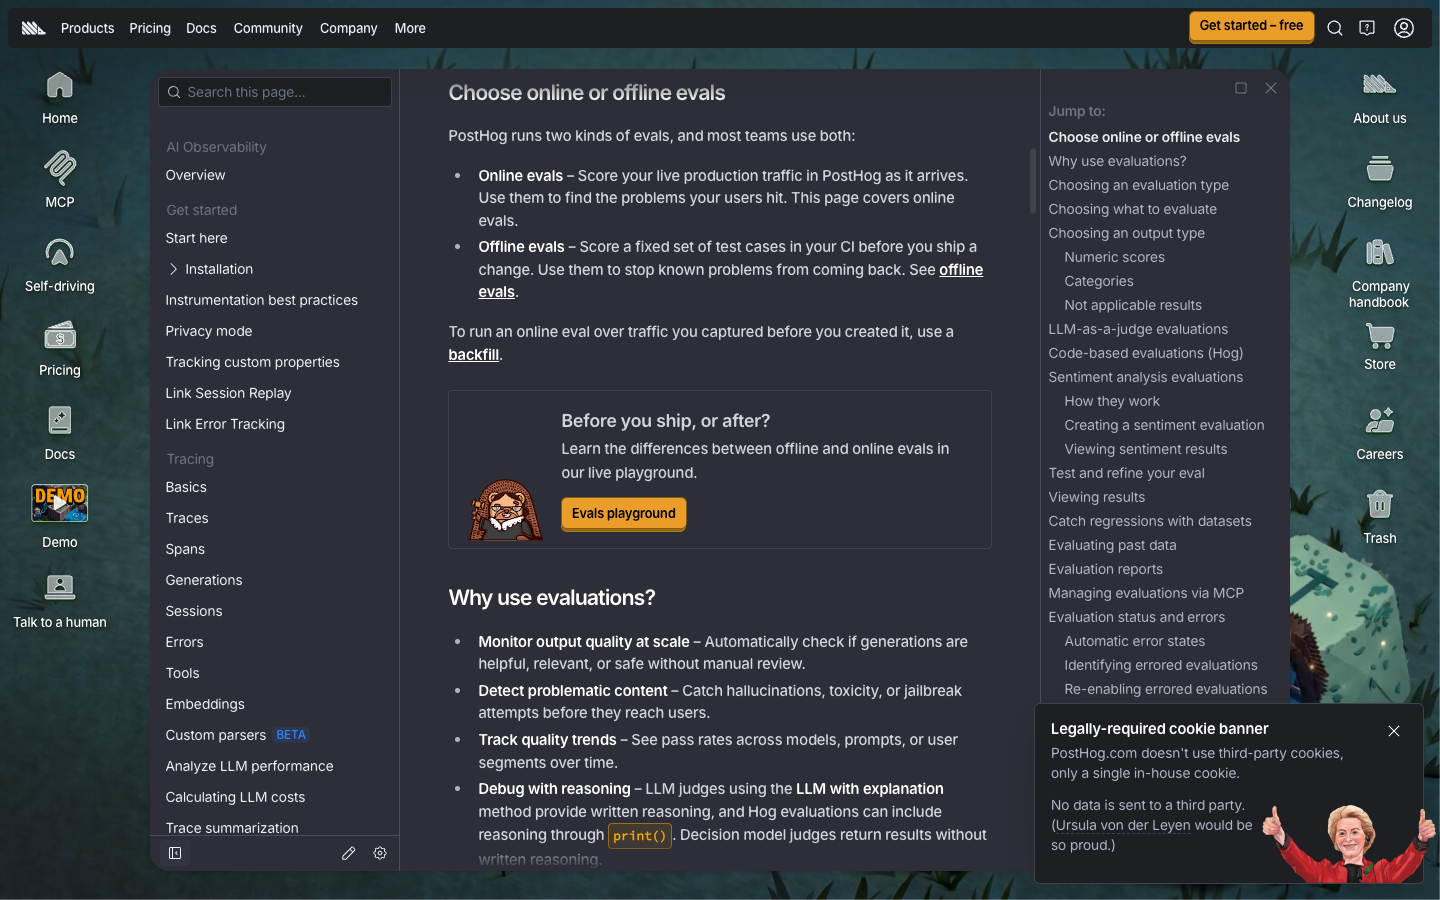 Products
Pricing
Docs
Community
Company
More
Get started – free
Home
MCP
Self-driving
Pricing
Docs
DEMO
Demo
Talk to a human
Search this page...
AI Observability
Overview
Get started
Start here
Installation
Instrumentation best practices
Privacy mode
Tracking custom properties
Link Session Replay
Link Error Tracking
Tracing
Basics
Traces
Spans
Generations
Sessions
Errors
Tools
Embeddings
Custom parsers BETA
Analyze LLM performance
Calculating LLM costs
Trace summarization
Choose online or offline evals
PostHog runs two kinds of evals, and most teams use both:
Online evals – Score your live production traffic in PostHog as it arrives.
Use them to find the problems your users hit. This page covers online
evals.
Offline evals – Score a fixed set of test cases in your CI before you ship a
change. Use them to stop known problems from coming back. See offline
evals.
To run an online eval over traffic you captured before you created it, use a
backfill.
Before you ship, or after?
Learn the differences between offline and online evals in
our live playground.
Evals playground
Why use evaluations?
Monitor output quality at scale – Automatically check if generations are
helpful, relevant, or safe without manual review.
Detect problematic content – Catch hallucinations, toxicity, or jailbreak
attempts before they reach users.
Track quality trends – See pass rates across models, prompts, or user
segments over time.
Debug with reasoning – LLM judges using the LLM with explanation
method provide written reasoning, and Hog evaluations can include
reasoning through print(). Decision model judges return results without
written reasoning.
Jump to:
Choose online or offline evals
Why use evaluations?
Choosing an evaluation type
Choosing what to evaluate
Choosing an output type
Numeric scores
Categories
Not applicable results
LLM-as-a-judge evaluations
Code-based evaluations (Hog)
Sentiment analysis evaluations
How they work
Creating a sentiment evaluation
Viewing sentiment results
Test and refine your eval
Viewing results
Catch regressions with datasets
Evaluating past data
Evaluation reports
Managing evaluations via MCP
Evaluation status and errors
Automatic error states
Identifying errored evaluations
Re-enabling errored evaluations
About us
Changelog
Company
handbook
Store
Careers
Trash
Legally-required cookie banner
PostHog.com doesn't use third-party cookies,
only a single in-house cookie.
No data is sent to a third party.
(Ursula von der Leyen would be
so proud.)